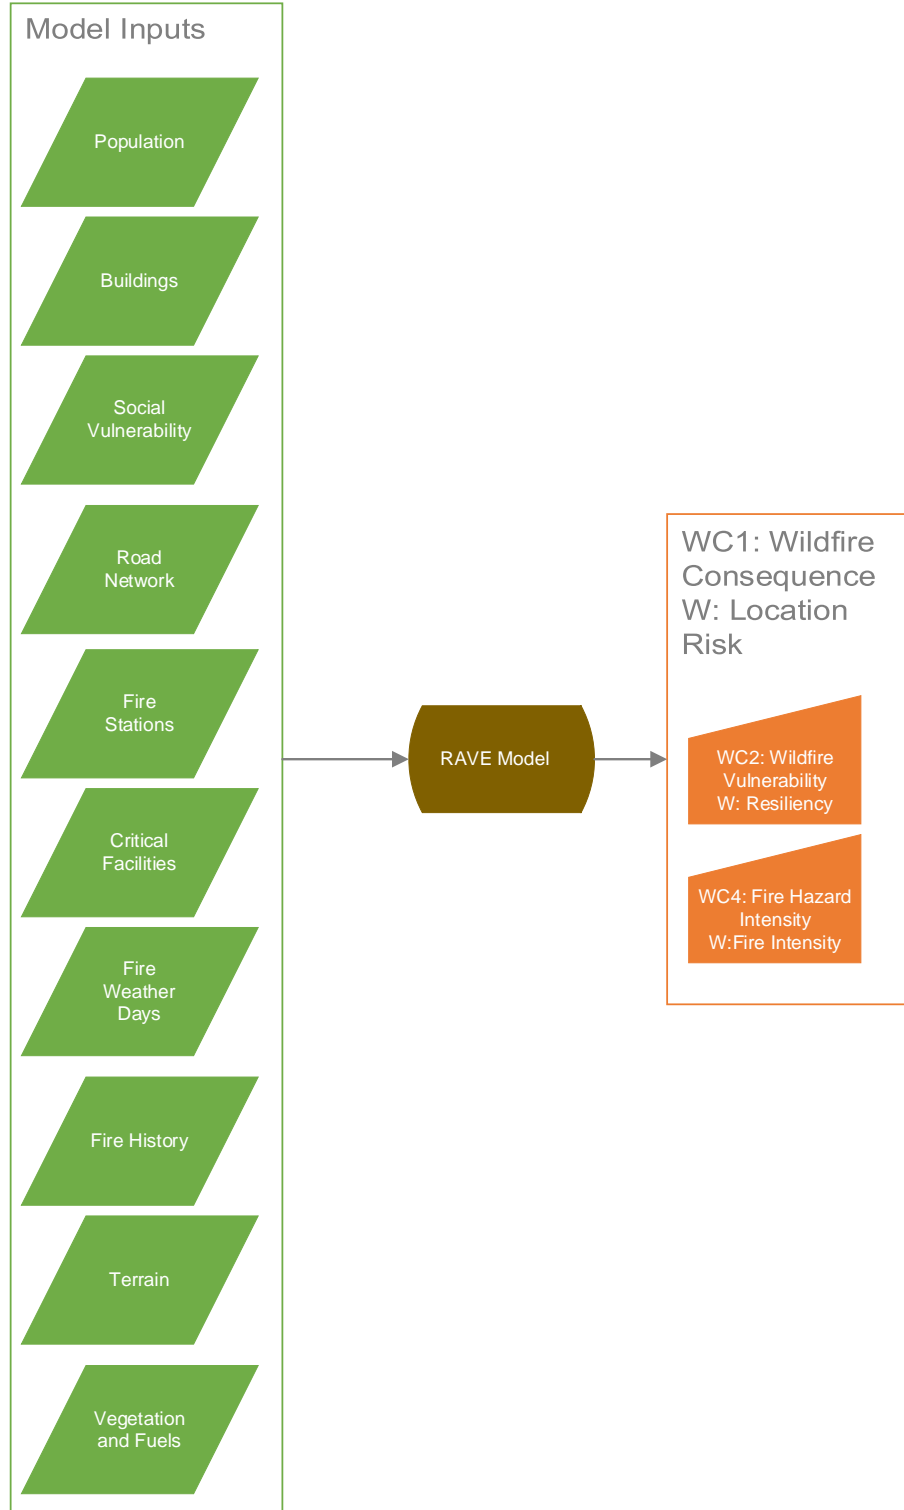 Model Inputs
Population
Buildings
Social
Vulnerability
Road
Network
Fire
Stations
Critical
Facilities
Fire
Weather
Days
Fire History
Terrain
Vegetation
and Fuels
RAVE Model
WC1: Wildfire
Consequence
W: Location
Risk
WC2: Wildfire
Vulnerability
W: Resiliency
WC4: Fire Hazard
Intensity
W:Fire Intensity